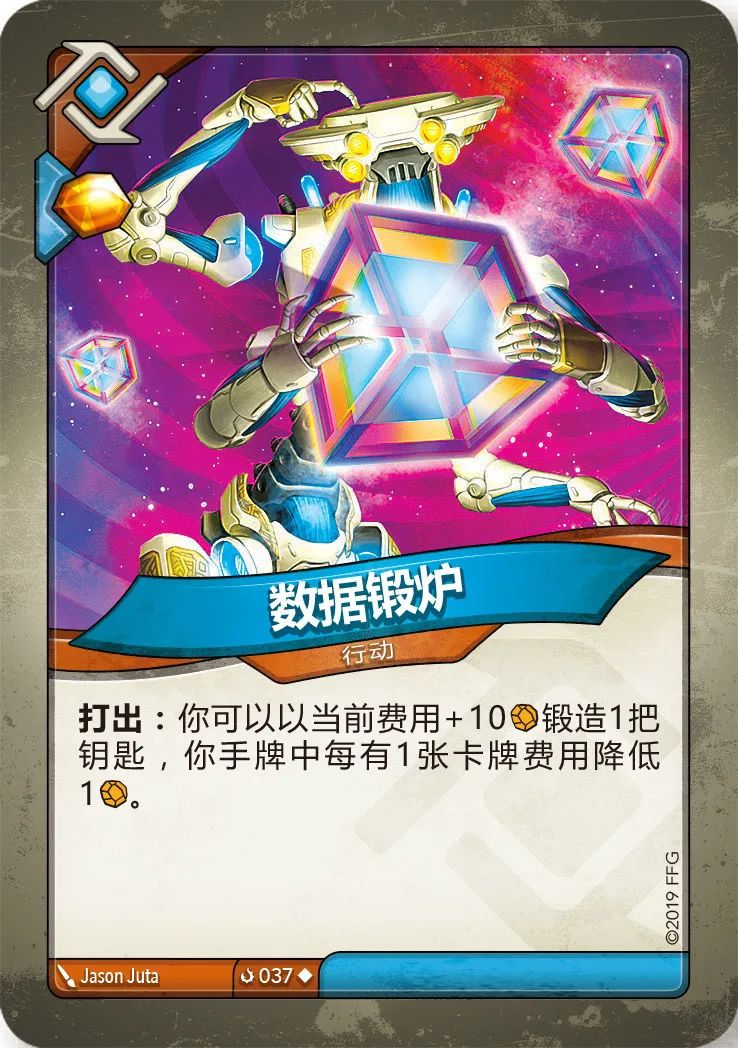 数据锻炉
行动
打出：你可以以当前费用+10锻造1把
钥匙，你手牌中每有1张卡牌费用降低
1。
©2019 FFG
Jason Juta
037